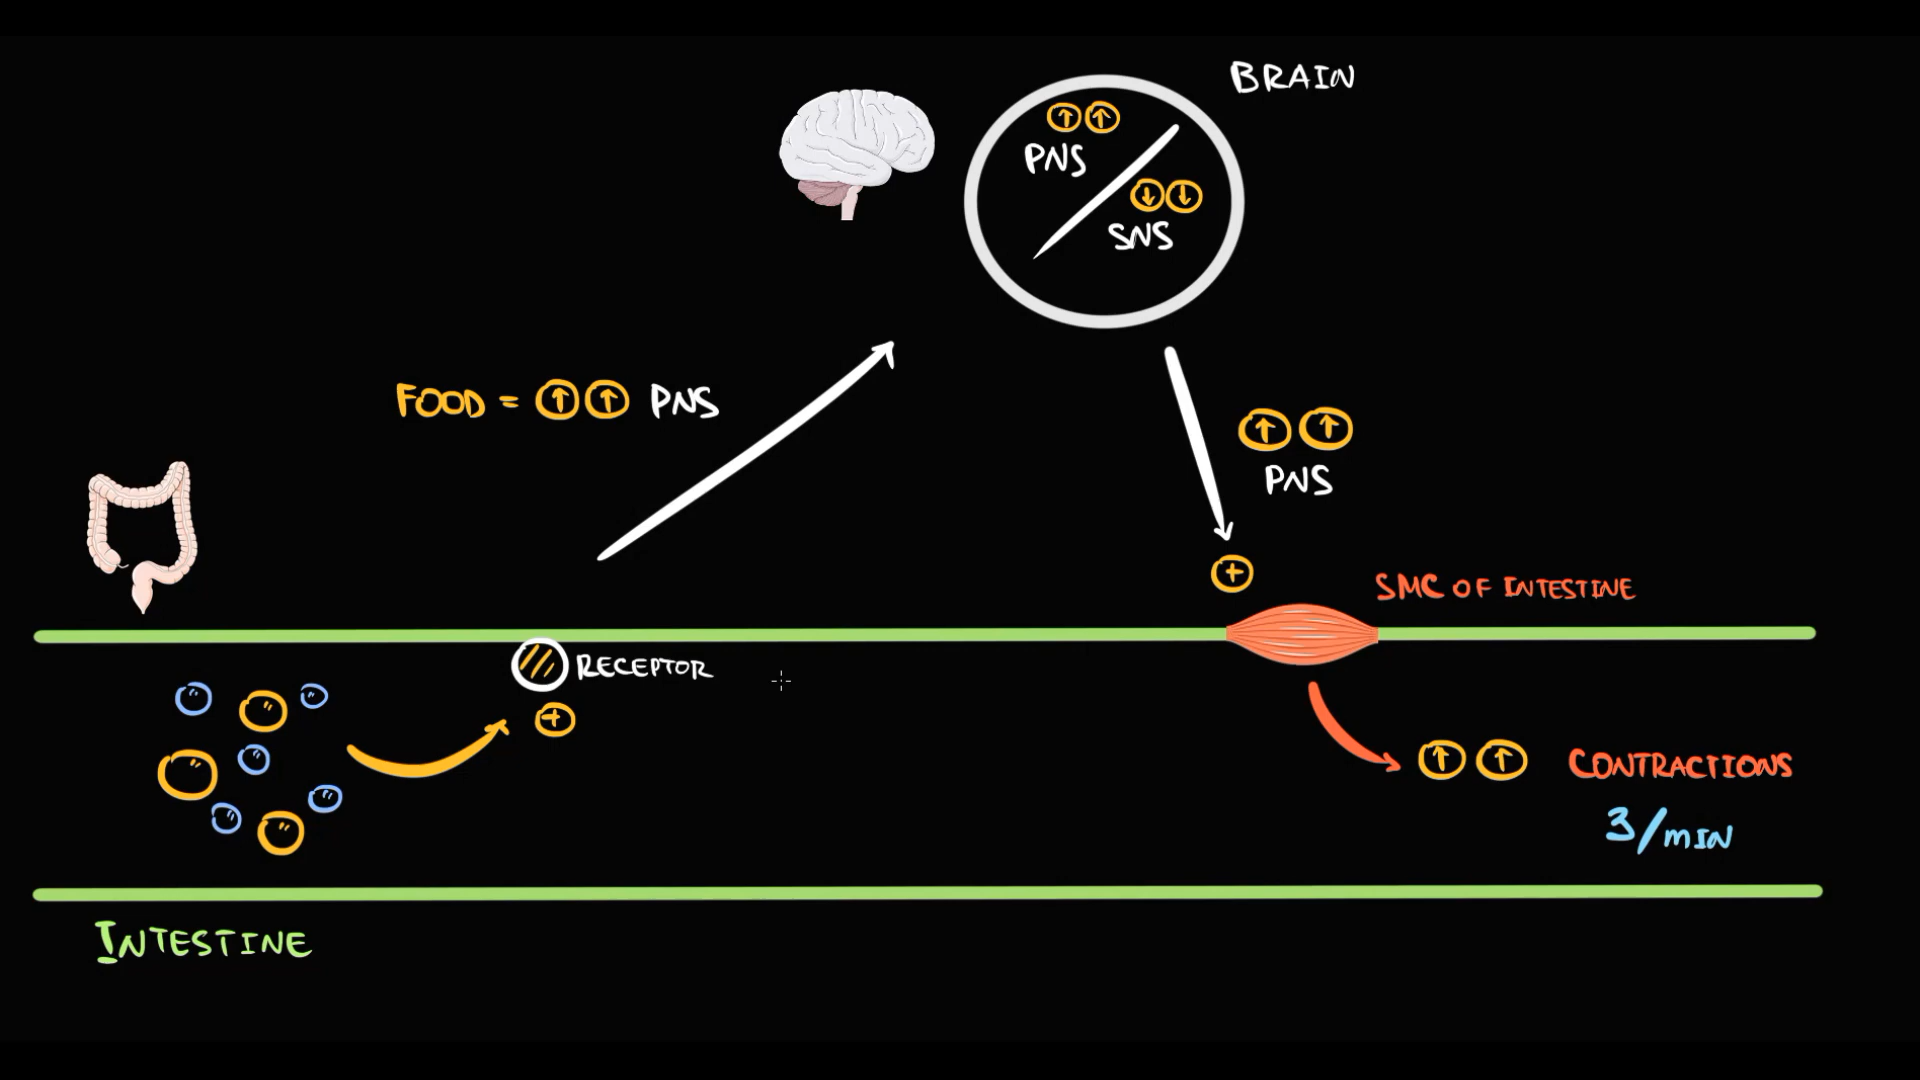 BRAIN
↑ ↑
PNS
↓ ↓
SNS
FOOD = ↑ ↑ PNS
↑ ↑
PNS
+
SMC OF INTESTINE
RECEPTOR
+
↑ ↑ CONTRACTIONS
3/MIN
INTESTINE